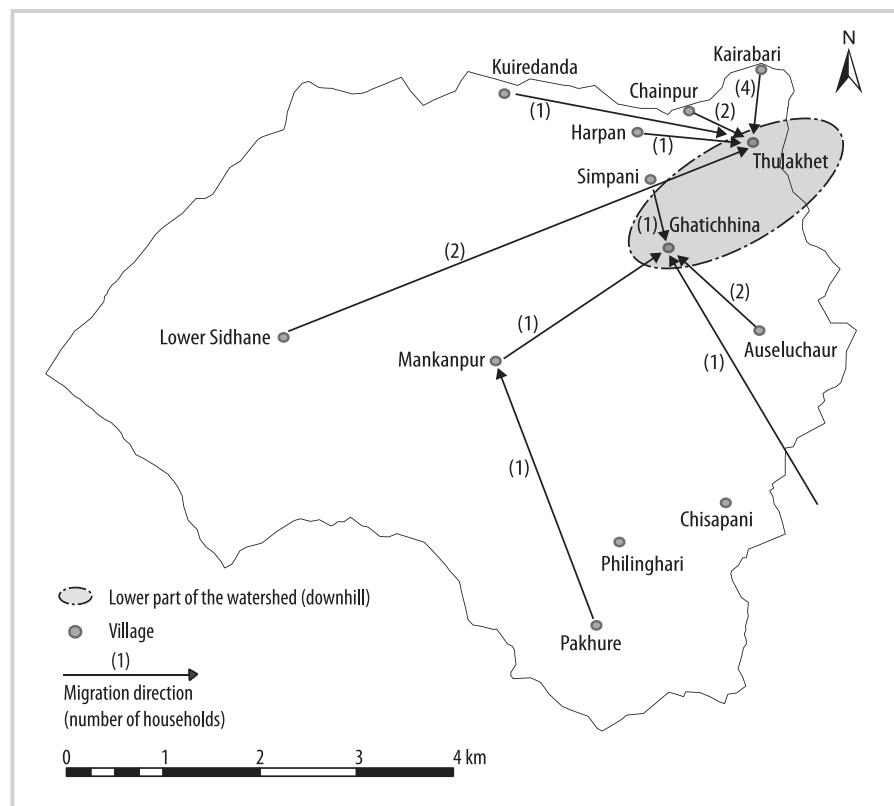 N
Kairabari
Kuiredanda
Chainpur
(4)
(2)
(1)
Harpan
(1)
Thulakhet
Simpani
(1)
Ghatichhina
(2)
(2)
Lower Sidhane
(1)
Auseluchaur
Mankanpur
(1)
(1)
Chisapani
Philinghari
Lower part of the watershed (downhill)
Village
Pakhure
(1)
Migration direction
(number of households)
0 1 2 3 4 km